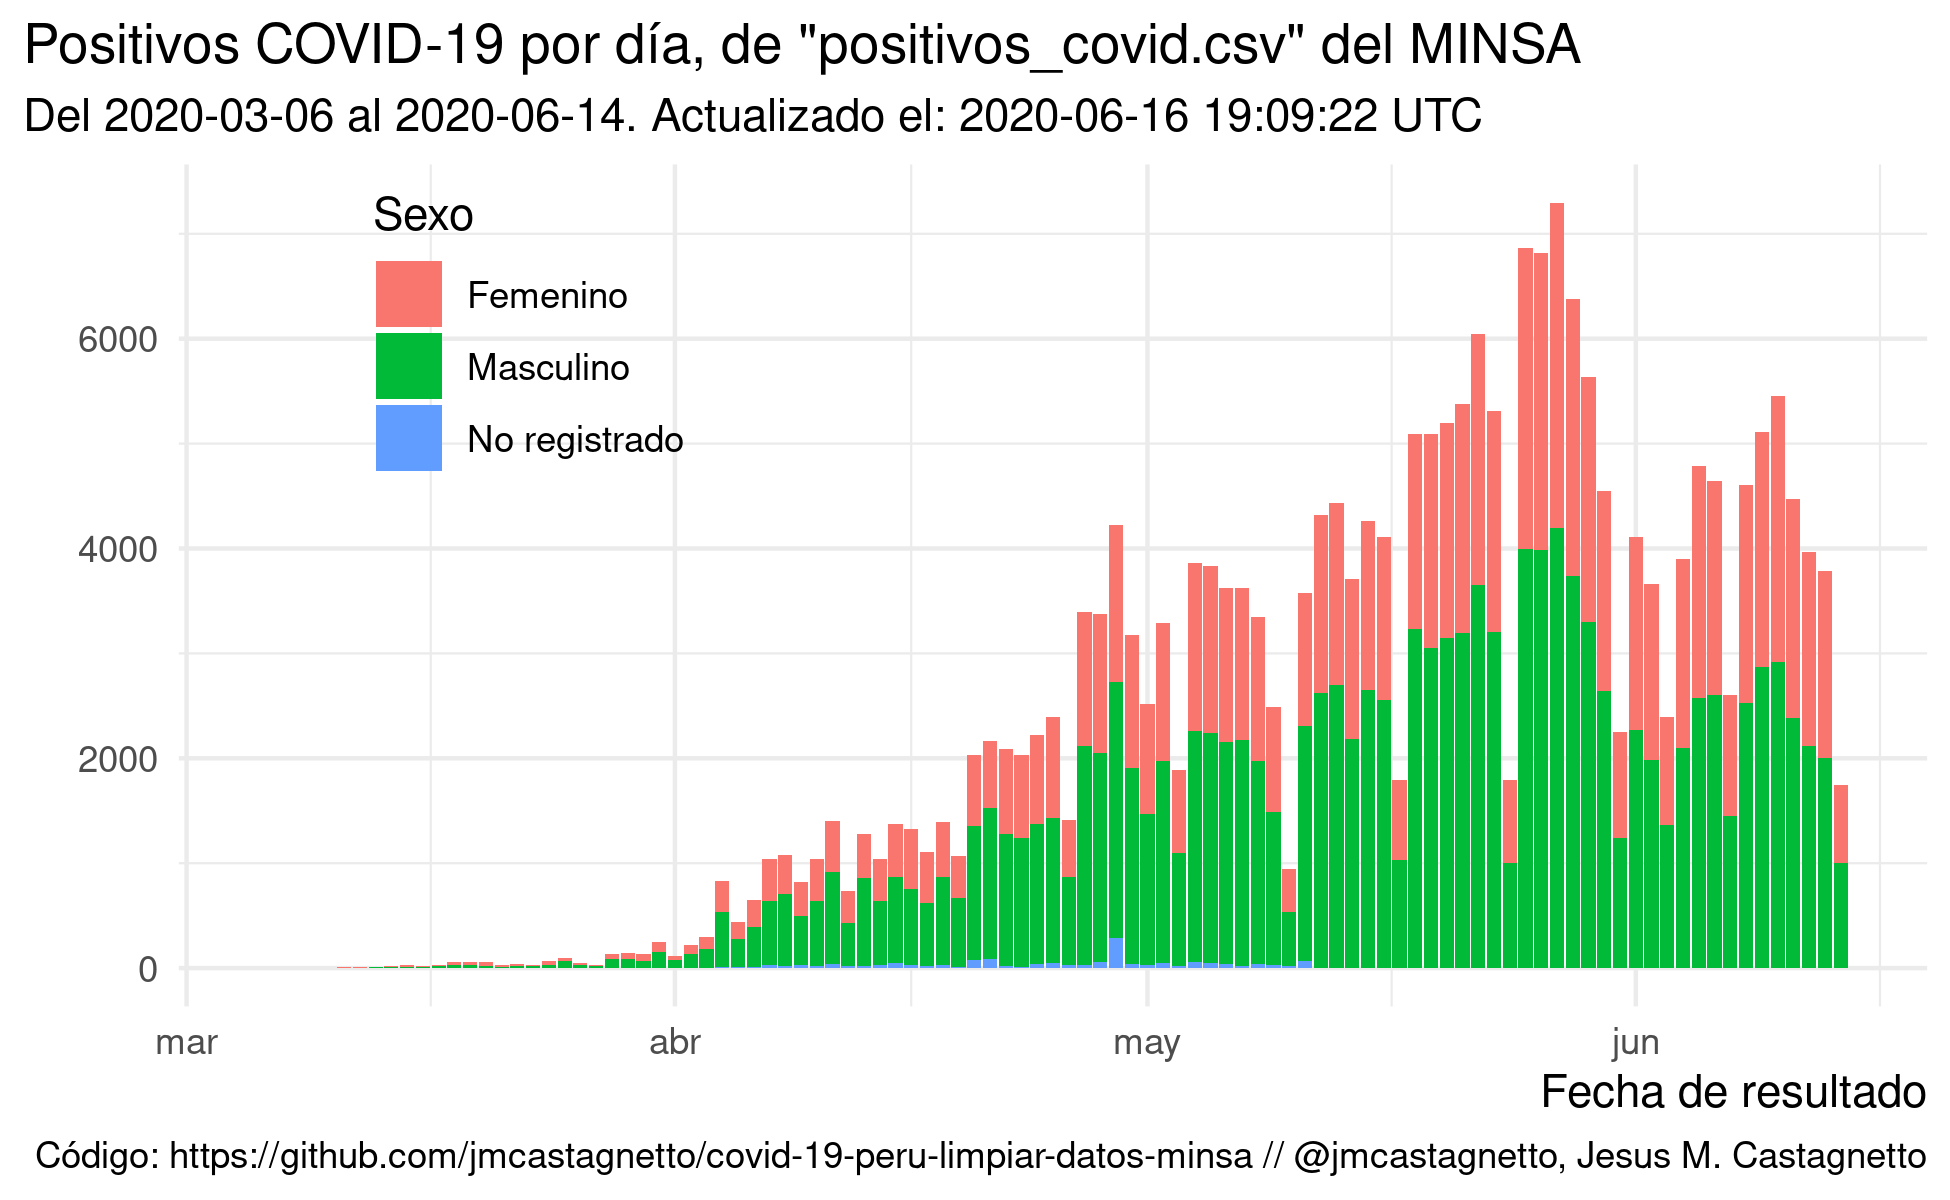 Positivos COVID-19 por día, de "positivos_covid.csv" del MINSA
Del 2020-03-06 al 2020-06-14. Actualizado el: 2020-06-16 19:09:22 UTC
Sexo
Femenino
Masculino
No registrado
6000
4000
2000
0
mar abr may jun
Fecha de resultado
Código: https://github.com/jmcastagnetto/covid-19-peru-limpiar-datos-minsa // @jmcastagnetto, Jesus M. Castagnetto